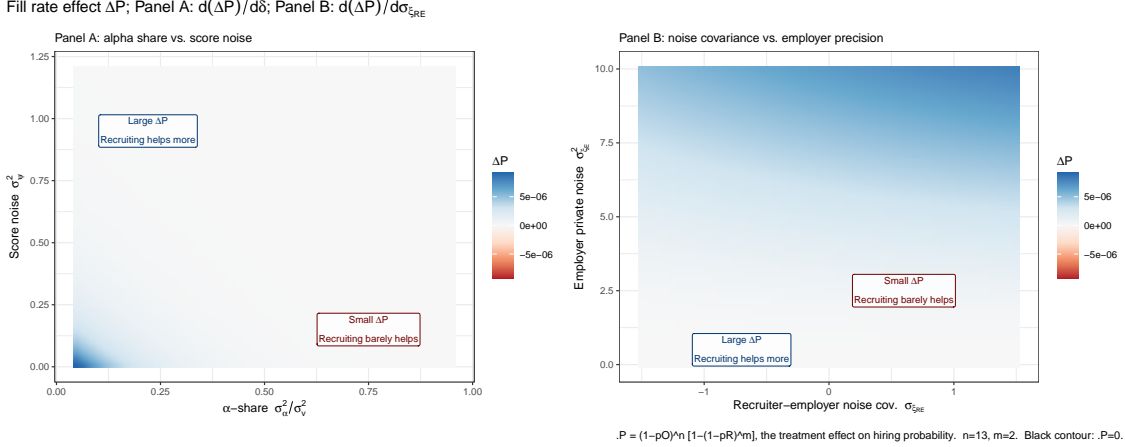 Fill rate effect ΔP; Panel A: d(ΔP)/dδ; Panel B: d(ΔP)/dσ_ξRE
Panel A: alpha share vs. score noise
1.25
1.00
0.75
0.50
0.25
0.00
Score noise σ²_ψ
Large ΔP
Recruiting helps more
Small ΔP
Recruiting barely helps
0.00 0.25 0.50 0.75 1.00
α−share σ²_α/σ²_v
ΔP
5e−06
0e+00
−5e−06
Panel B: noise covariance vs. employer precision
10.0
7.5
5.0
2.5
0.0
Employer private noise σ²_ξE
Small ΔP
Recruiting barely helps
Large ΔP
Recruiting helps more
−1 0 1
Recruiter−employer noise cov. σ_ξRE
ΔP
5e−06
0e+00
−5e−06
.P = (1−pO)^n [1−(1−pR)^m], the treatment effect on hiring probability. n=13, m=2. Black contour: .P=0.